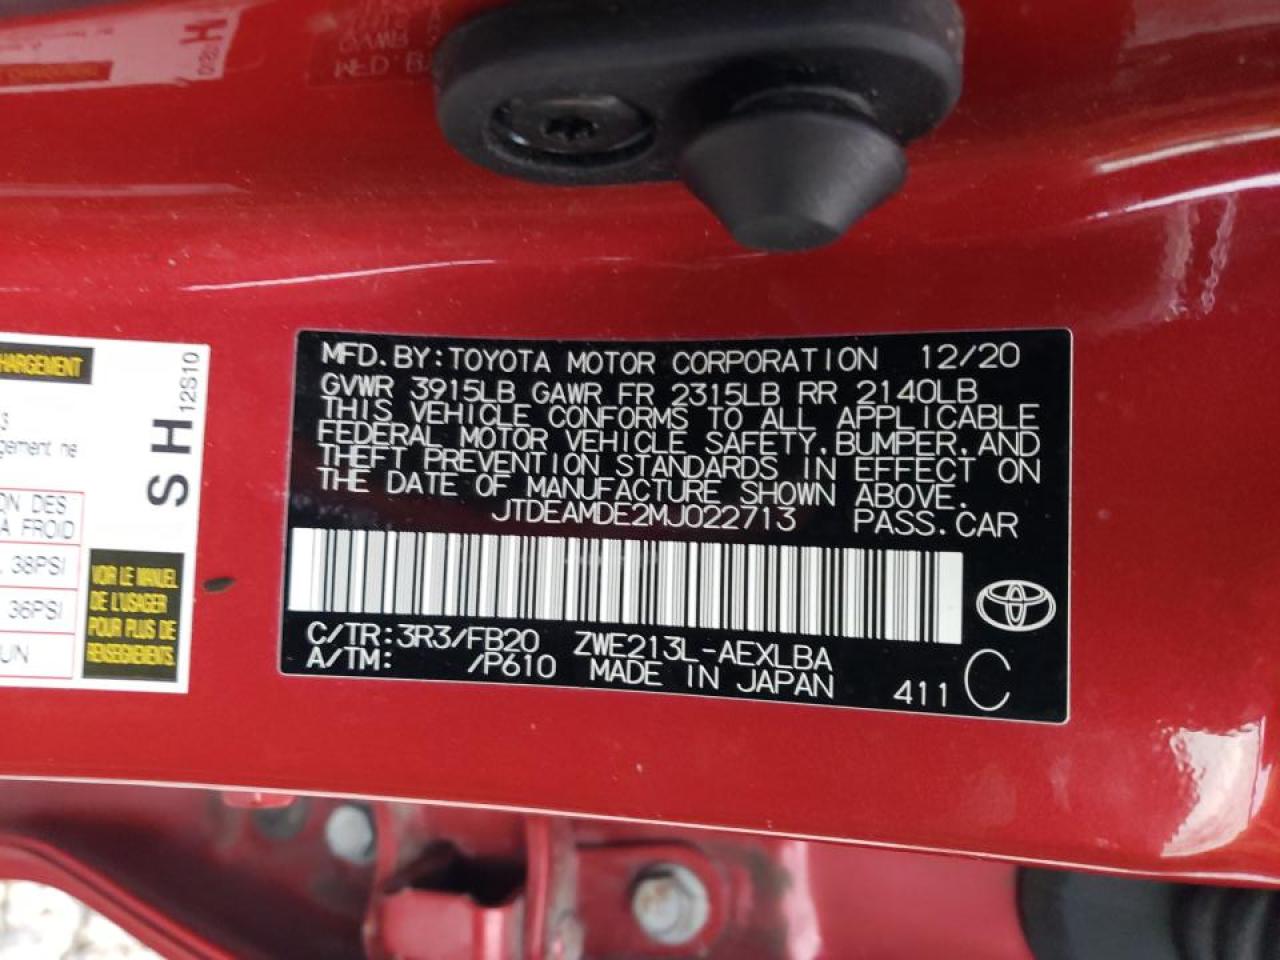 MFD.BY:TOYOTA MOTOR CORPORATION 12/20
GVWR 3915LB GAWR FR 2315LB RR 2140LB
THIS VEHICLE CONFORMS TO ALL APPLICABLE
FEDERAL MOTOR VEHICLE SAFETY,BUMPER,AND
THEFT PREVENTION STANDARDS IN EFFECT ON
THE DATE OF MANUFACTURE SHOWN ABOVE.
JTDEAMDE2MJ022713 PASS.CAR
C/TR:3R3/FB20 ZWE213L-AEXLBA
A/TM: /P610 MADE IN JAPAN
411 C
HARGEMENT
gement ne
ON DES
À FROID
38PSI
36PSI
UN
SH
12S10
VOIR LE MANUEL
DE L'USAGER
POUR PLUS DE
RENSEIGNEMENTS.